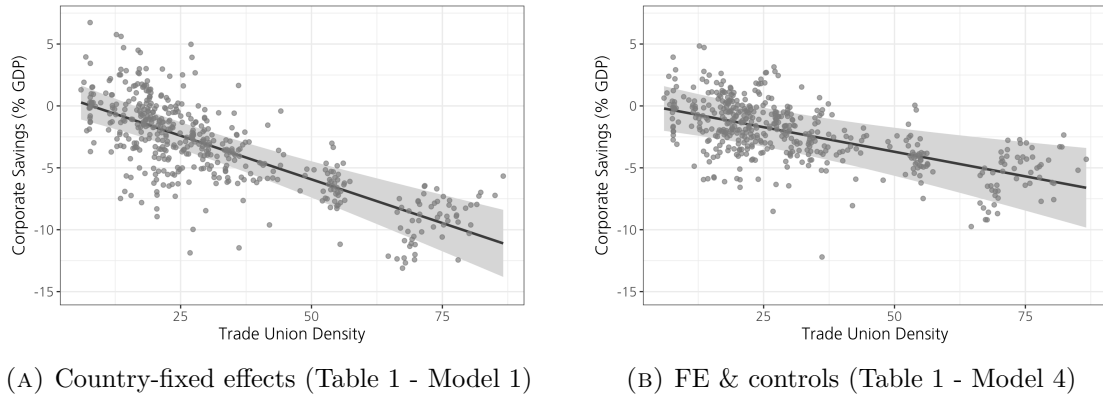 5
0
-5
-10
-15
Corporate Savings (% GDP)
25
50
75
Trade Union Density
5
0
-5
-10
-15
Corporate Savings (% GDP)
25
50
75
Trade Union Density
(A) Country-fixed effects (Table 1 - Model 1)
(B) FE & controls (Table 1 - Model 4)